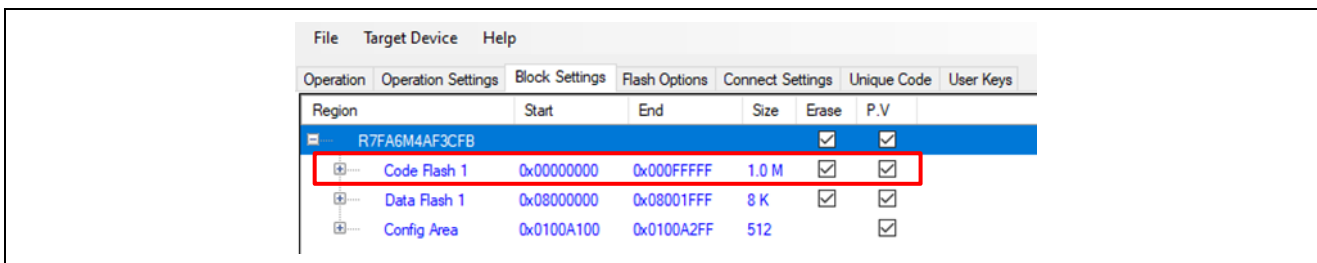 File Target Device Help
Operation Operation Settings Block Settings Flash Options Connect Settings Unique Code User Keys
Region Start End Size Erase P.V
R7FA6M4AF3CFB
Code Flash 1 0x00000000 0x000FFFFF 1.0 M
Data Flash 1 0x08000000 0x08001FFF 8 K
Config Area 0x0100A100 0x0100A2FF 512